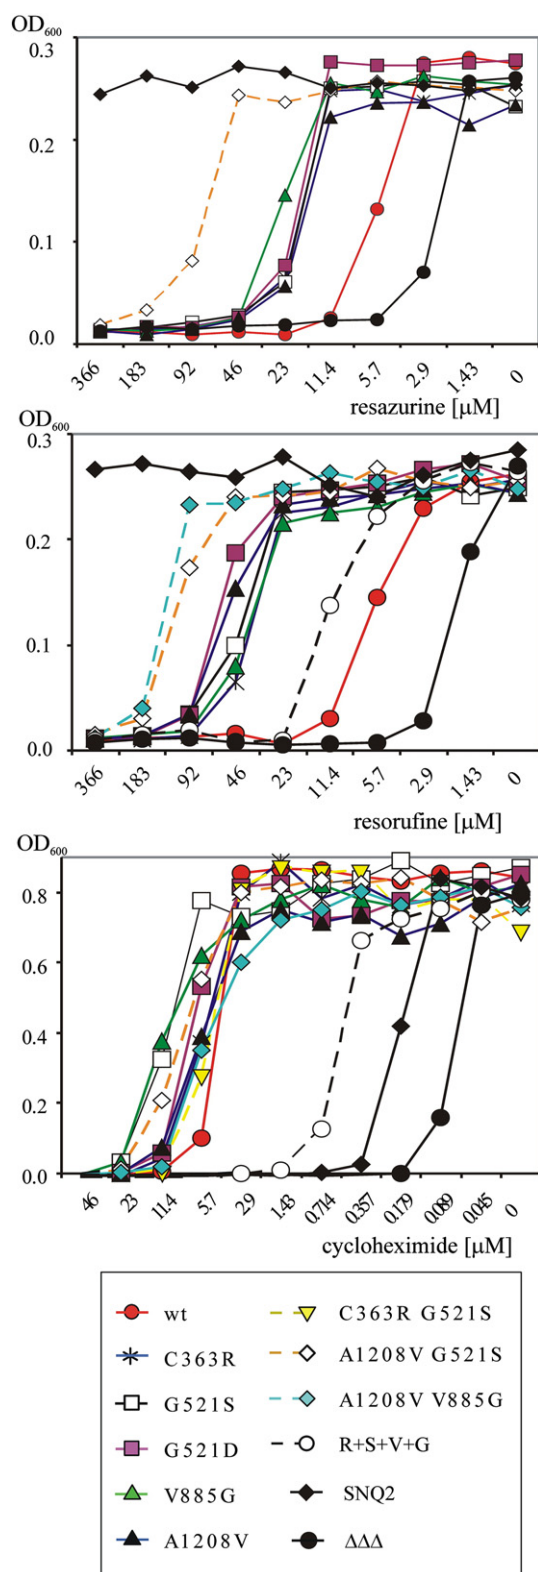 OD600
0.3
0.2
0.1
0.0
366 183 92 46 23 11.4 5.7 2.9 1.43 0
resazurine [µM]
OD600
0.3
0.2
0.1
0.0
366 183 92 46 23 11.4 5.7 2.9 1.43 0
resorufine [µM]
OD600
0.8
0.6
0.4
0.2
0.0
46 23 11.4 5.7 2.9 1.43 0.714 0.357 0.179 0.089 0.045 0
cycloheximide [µM]
wt
C363R
G521S
G521D
V885G
A1208V
C363R G521S
A1208V G521S
A1208V V885G
R+S+V+G
SNQ2
ΔΔΔ